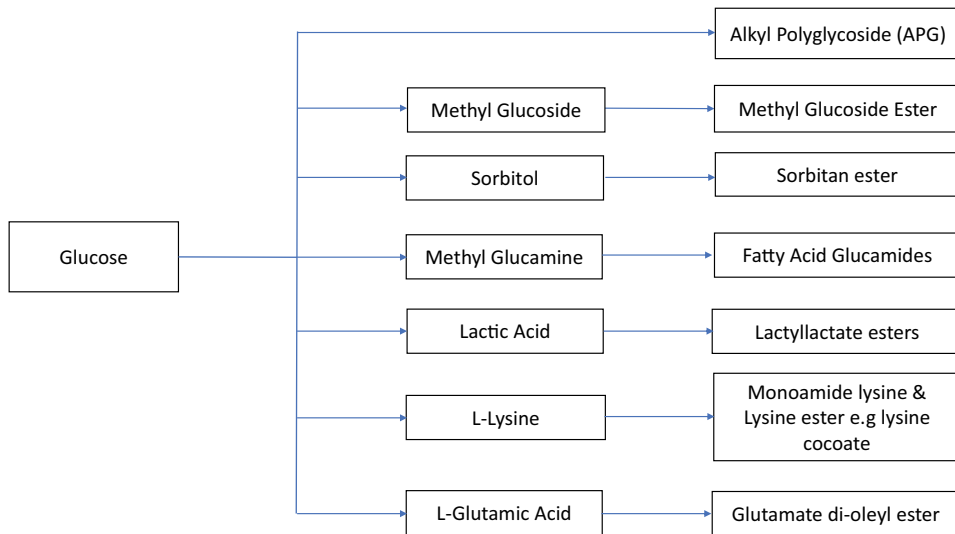 Alkyl Polyglycoside (APG)
Methyl Glucoside
Methyl Glucoside Ester
Sorbitol
Sorbitan ester
Glucose
Methyl Glucamine
Fatty Acid Glucamides
Lactic Acid
Lactyllactate esters
L-Lysine
Monoamide lysine &
Lysine ester e.g lysine
cocoate
L-Glutamic Acid
Glutamate di-oleyl ester